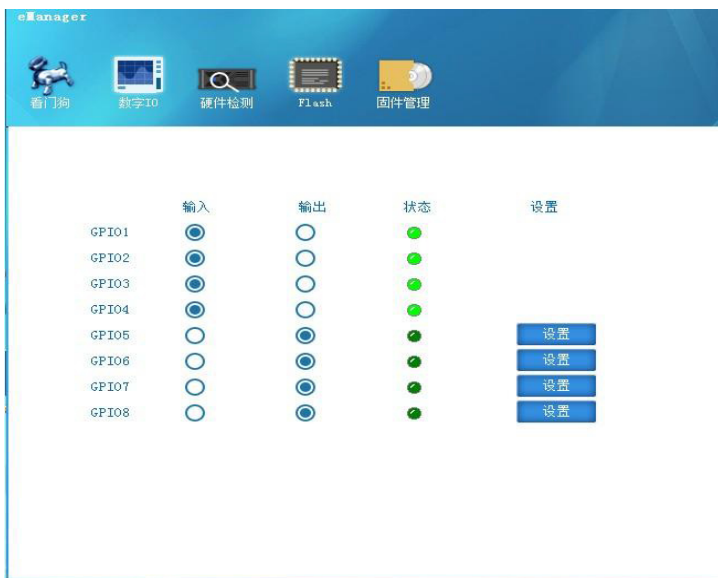 eManager
看门狗 数字IO 硬件检测 Flash 固件管理
输入 输出 状态 设置
GPIO1
GPIO2
GPIO3
GPIO4
GPIO5 设置
GPIO6 设置
GPIO7 设置
GPIO8 设置